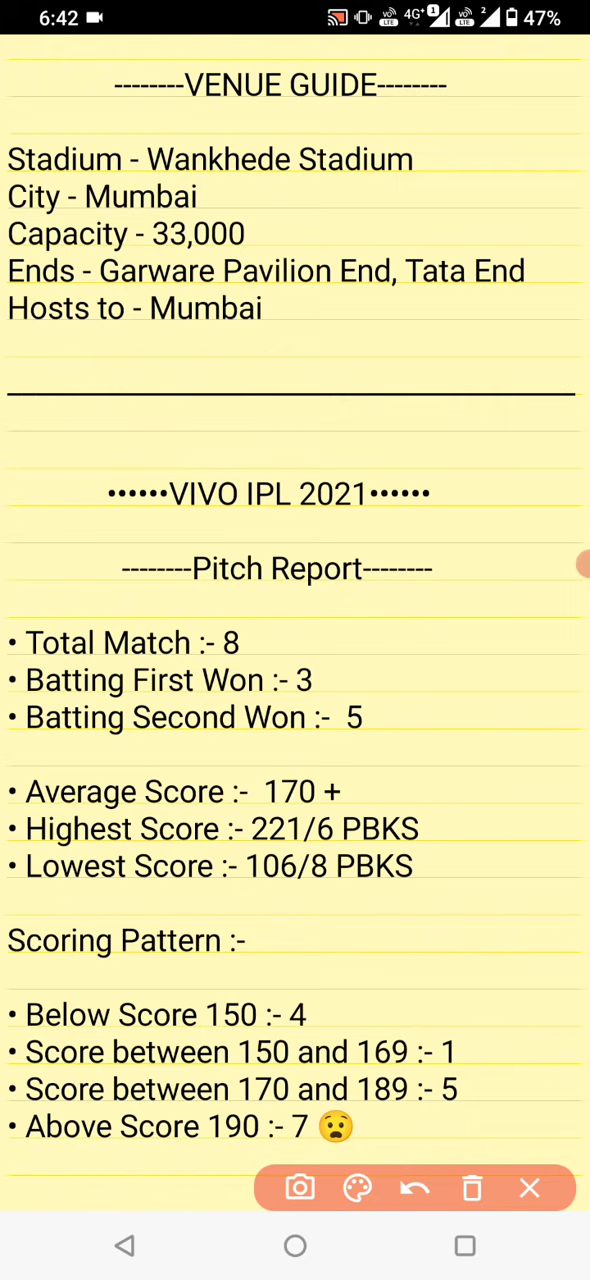 6:42 4G+ 1 2 47%
--------VENUE GUIDE--------
Stadium - Wankhede Stadium
City - Mumbai
Capacity - 33,000
Ends - Garware Pavilion End, Tata End
Hosts to - Mumbai
••••••VIVO IPL 2021••••••
--------Pitch Report--------
• Total Match :- 8
• Batting First Won :- 3
• Batting Second Won :-  5
• Average Score :-  170 +
• Highest Score :- 221/6 PBKS
• Lowest Score :- 106/8 PBKS
Scoring Pattern :-
• Below Score 150 :- 4
• Score between 150 and 169 :- 1
• Score between 170 and 189 :- 5
• Above Score 190 :- 7 😧